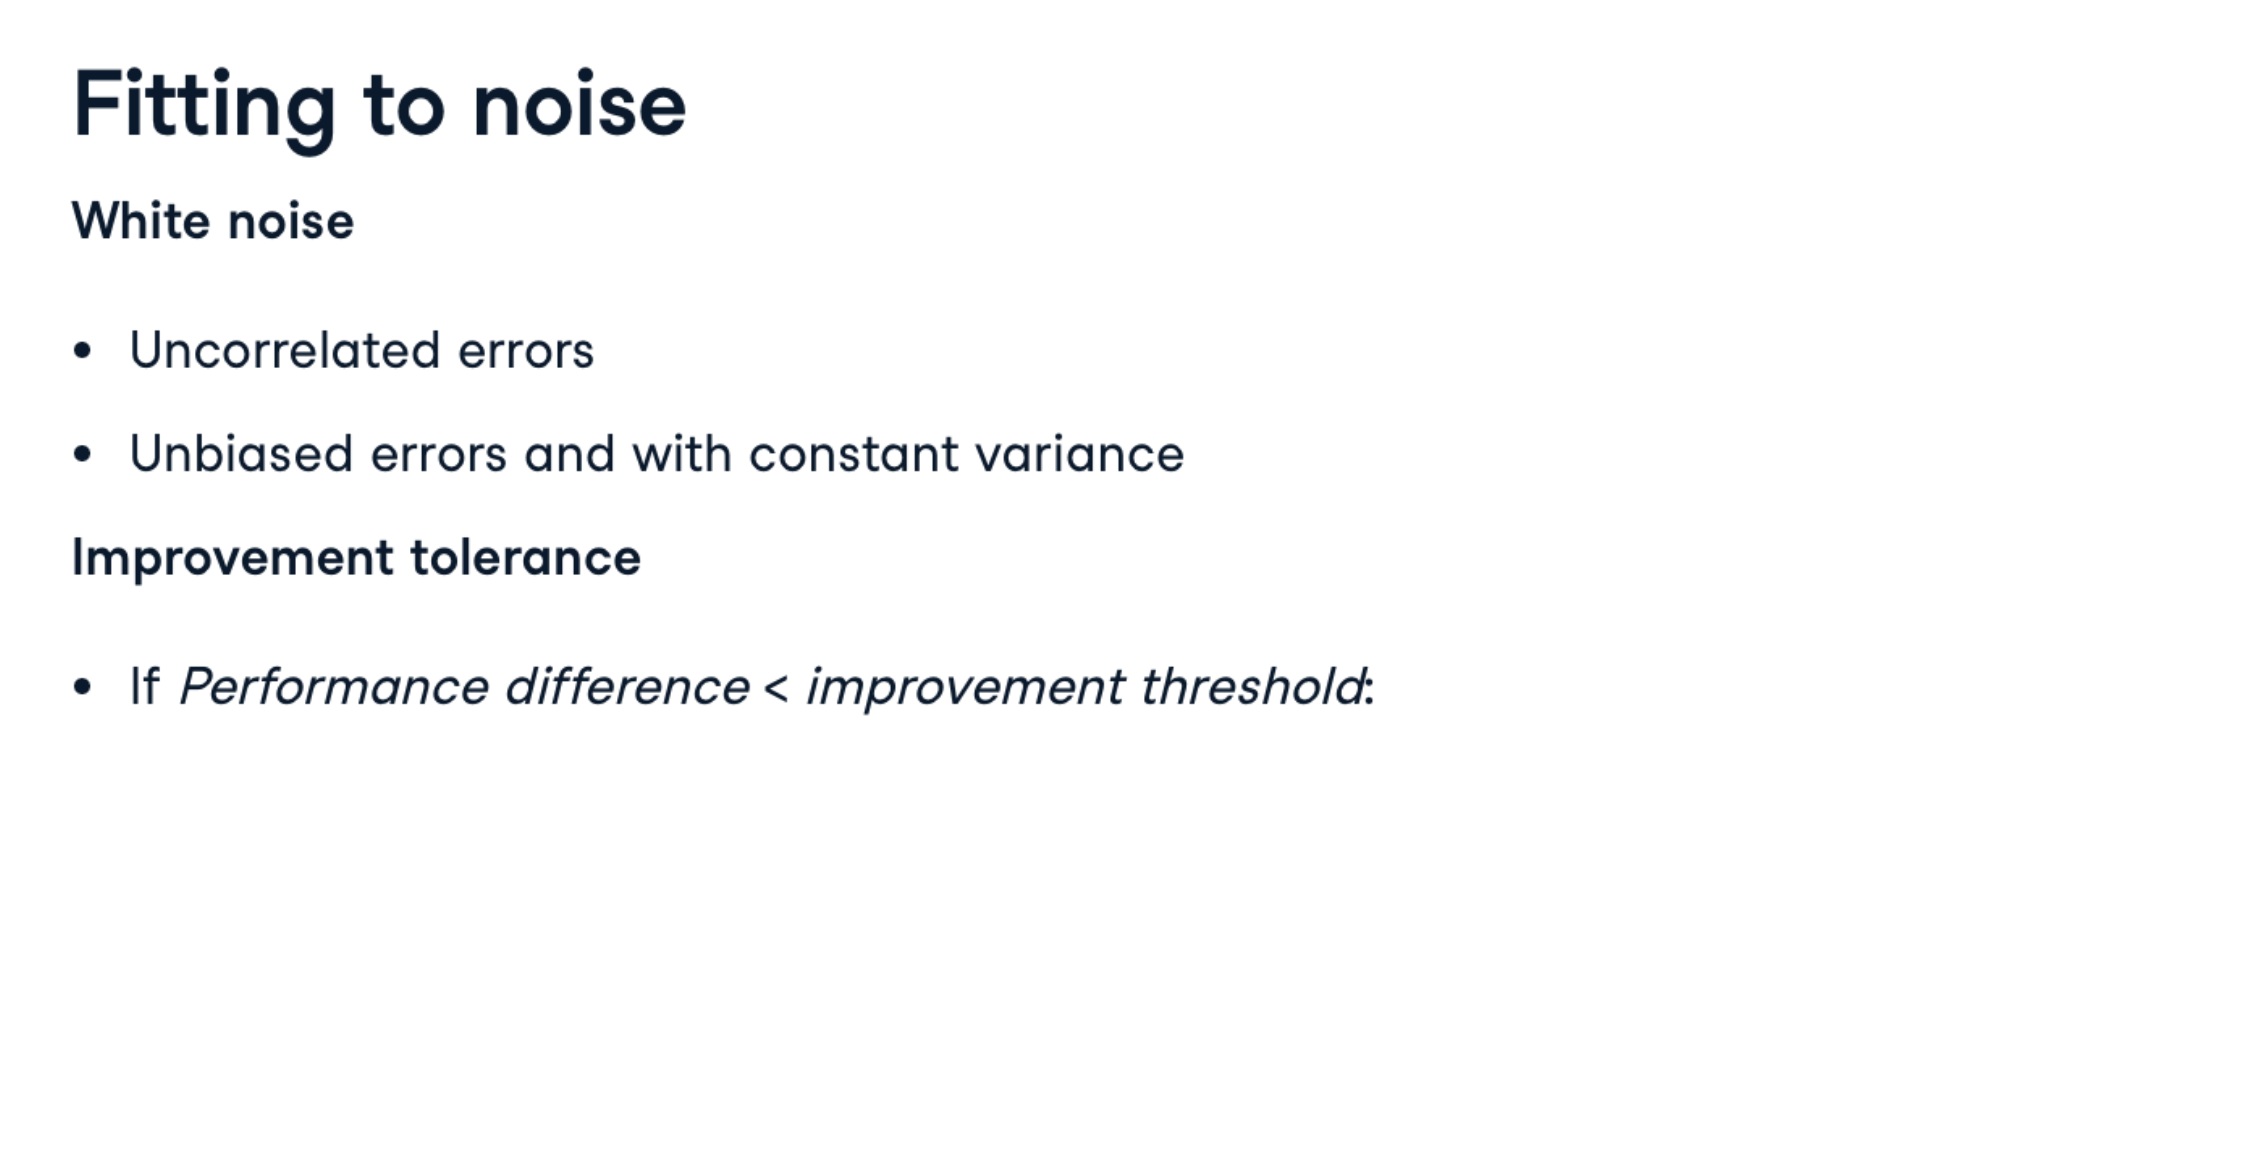 Fitting to noise
White noise
• Uncorrelated errors
• Unbiased errors and with constant variance
Improvement tolerance
• If Performance difference < improvement threshold: